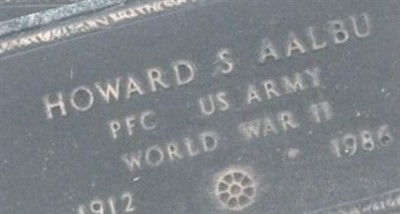 HOWARD S AALBU
PFC US ARMY
WORLD WAR II
1912 1986